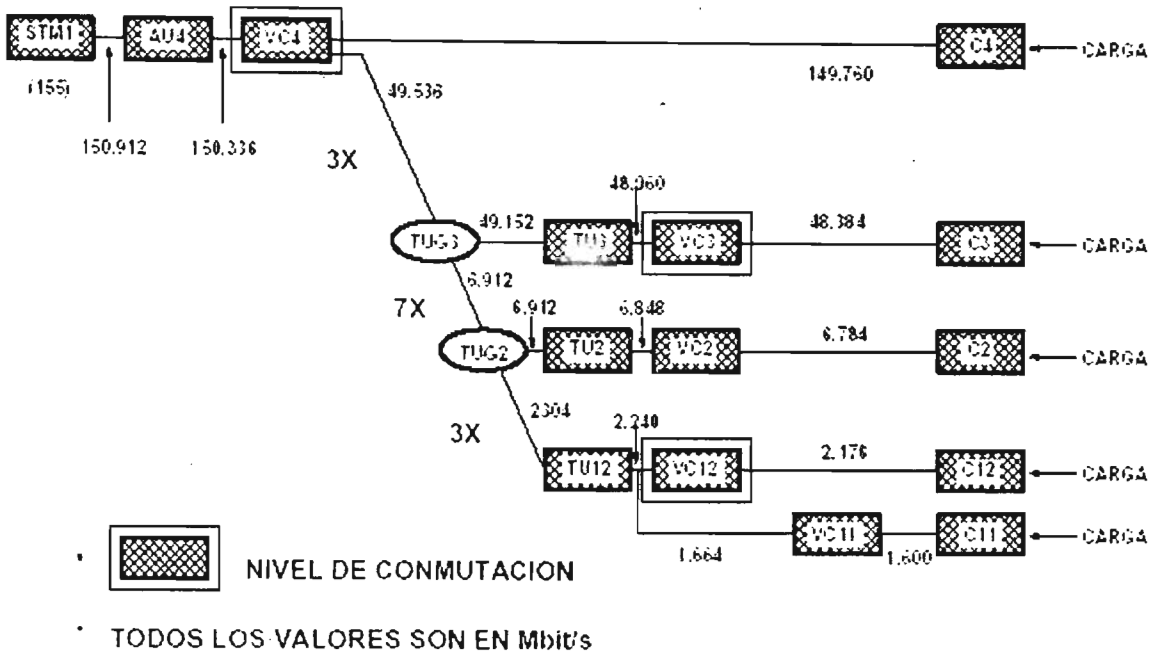 STM1
AU4
VC4
C4
CARGA
(155)
150.912
150.336
49.536
149.760
3X
48.960
TUG3
49.152
TU3
VC3
48.384
C3
CARGA
6.912
7X
6.912
6.848
TUG2
TU2
VC2
6.784
C2
CARGA
2304
3X
2.240
TU12
VC12
2.176
C12
CARGA
1.664
VC11
1.600
C11
CARGA
NIVEL DE CONMUTACION
TODOS LOS VALORES SON EN Mbit/s